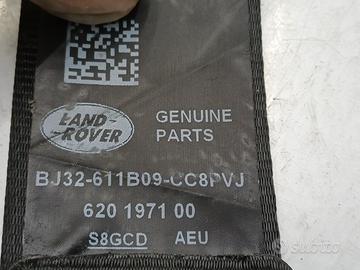 LAND-
ROVER
GENUINE
PARTS
BJ32-611B09-CC8PVJ
620 1971 00
S8GCD AEU
subito